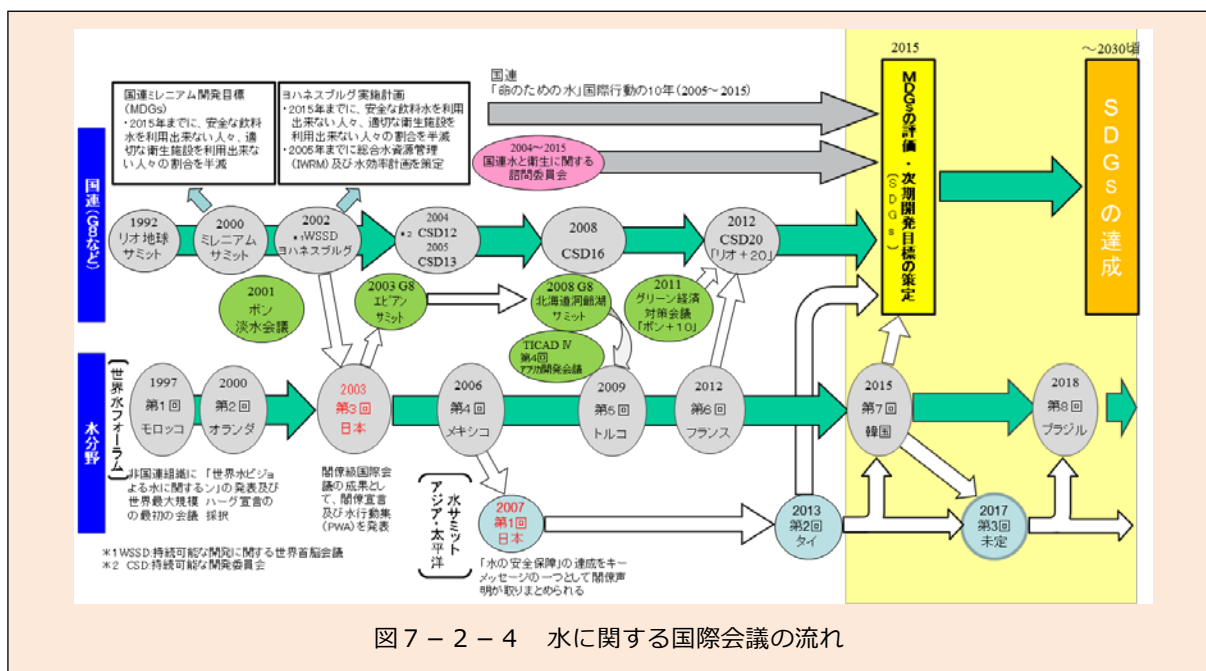 2015
~2030頃
国連
「命のための水」国際行動の10年(2005~2015)
国連ミレニアム開発目標
(MDGs)
・2015年までに、安全な飲料
水を利用出来ない人々、適
切な衛生施設を利用出来な
い人々の割合を半減
ヨハネスブルグ実施計画
・2015年までに、安全な飲料水を利用
出来ない人々、適切な衛生施設を利
用出来ない人々の割合を半減
・2005年までに総合水資源管理
(IWRM)及び水効率計画を策定
2004~2015
国連水と衛生に関する
諮問委員会
MDGsの評価・次期開発目標の策定
(SDGs)
SDGsの達成
国連(G8など)
1992
リオ地球
サミット
2000
ミレニアム
サミット
2002
*1WSSD
ヨハネスブルグ
2004
*2 CSD12
2005
CSD13
2008
CSD16
2012
CSD20
「リオ+20」
2001
ボン
淡水会議
2003 G8
エビアン
サミット
2008 G8
北海道洞爺湖
サミット
2011
グリーン経済
対策会議
「ボン+10」
TICAD Ⅳ
第4回
アフリカ開発会議
水分野
(世界水フォーラム)
1997
第1回
モロッコ
2000
第2回
オランダ
2003
第3回
日本
2006
第4回
メキシコ
2009
第5回
トルコ
2012
第6回
フランス
2015
第7回
韓国
2018
第8回
ブラジル
非国連組織に
よる水に関する
世界最大規模
の最初の会議
「世界水ビジョ
ン」の発表及び
ハーグ宣言の
採択
閣僚級国際会
議の成果とし
て、閣僚宣言
及び水行動集
(PWA)を発表
アジア・太平洋
水サミット
2007
第1回
日本
2013
第2回
タイ
2017
第3回
未定
「水の安全保障」の達成をキー
メッセージの一つとして閣僚声
明が取りまとめられる
*1 WSSD:持続可能な開発に関する世界首脳会議
*2 CSD:持続可能な開発委員会
図7-2-4 水に関する国際会議の流れ